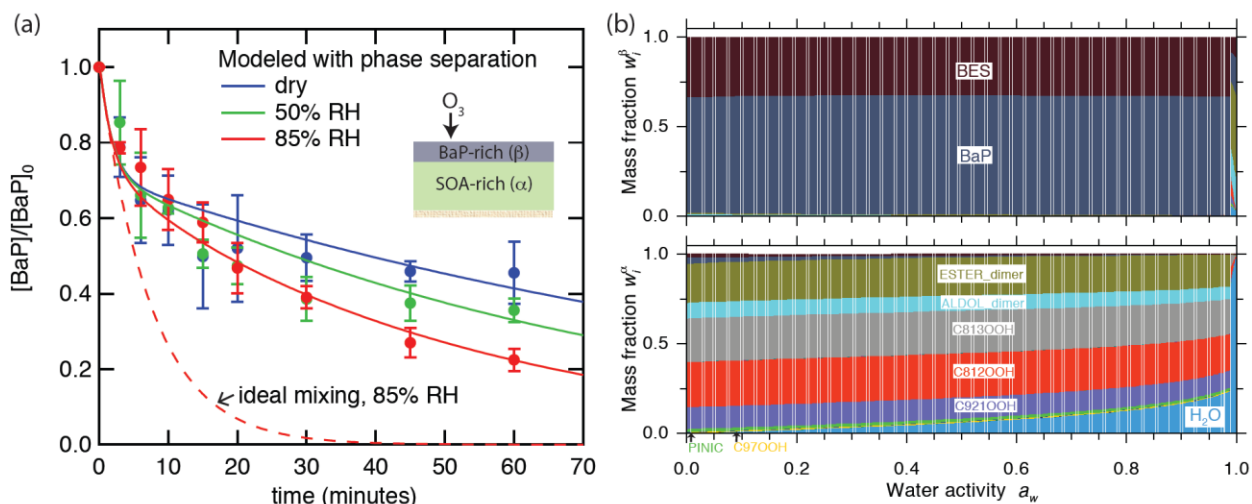 (a)
Modeled with phase separation
dry
50% RH
85% RH
O3
BaP-rich (β)
SOA-rich (α)
ideal mixing, 85% RH
[BaP]/[BaP]0
1.0
0.8
0.6
0.4
0.2
0.0
0
10
20
30
40
50
60
70
time (minutes)
(b)
Mass fraction wiβ
1.0
0.5
0.0
BES
BaP
Mass fraction wiα
1.0
0.5
0.0
ESTER_dimer
ALDOL_dimer
C813OOH
C812OOH
C921OOH
H2O
PINIC
C97OOH
0.0
0.2
0.4
0.6
0.8
1.0
Water activity aw